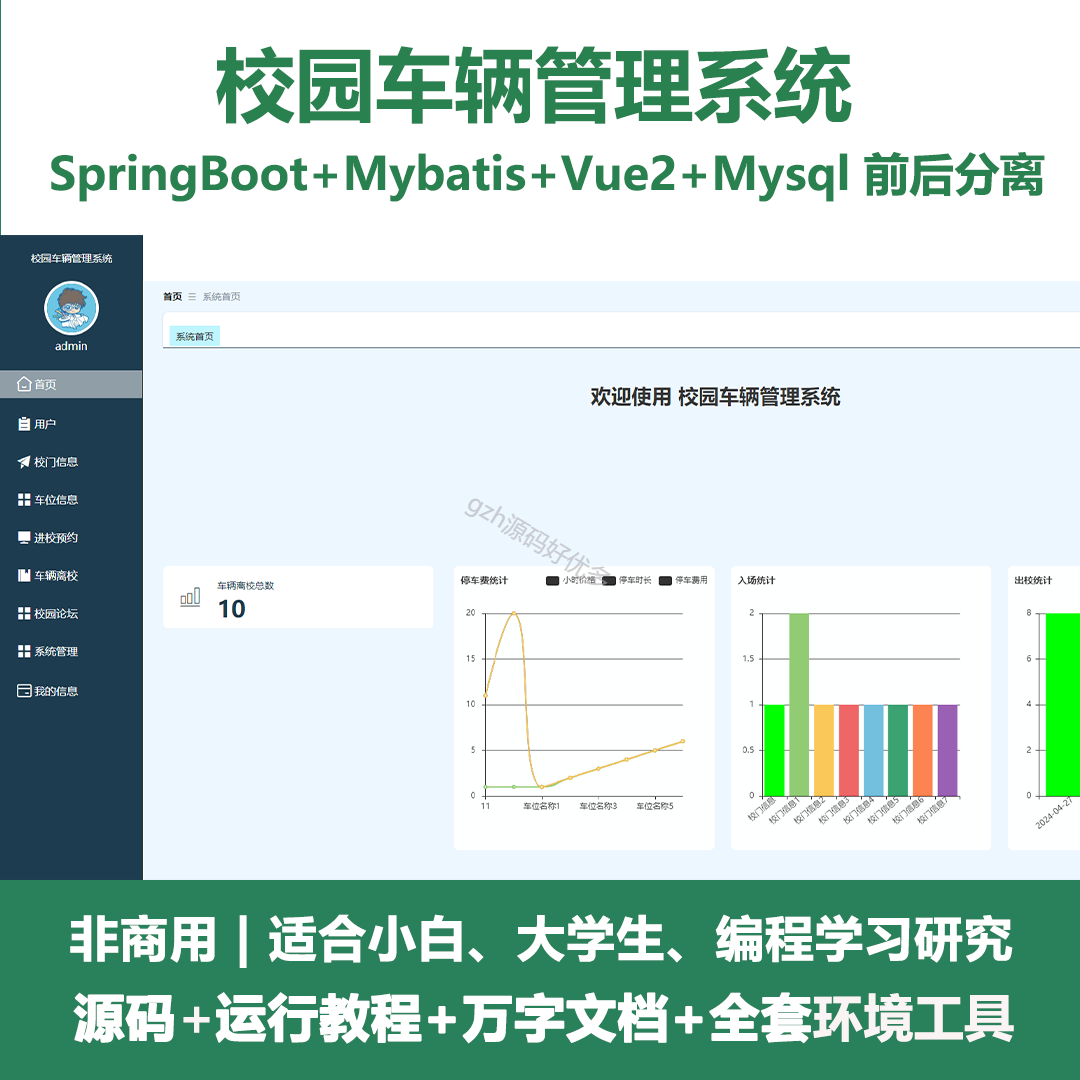 校园车辆管理系统
SpringBoot+Mybatis+Vue2+Mysql 前后分离
校园车辆管理系统
admin
首页
用户
校门信息
车位信息
进校预约
车辆离校
校园论坛
系统管理
我的信息
首页 系统首页
系统首页
欢迎使用 校园车辆管理系统
gzh源码好优多
车辆离校总数
10
停车费统计 小时价格 停车时长 停车费用
20
15
10
5
0
11 车位名称1 车位名称3 车位名称5
入场统计
2
1.5
1
0.5
0
校门信息 校门信息1 校门信息2 校门信息3 校门信息4 校门信息5 校门信息6 校门信息7
出校统计
8
6
4
2
0
2024-04-27
非商用 | 适合小白、大学生、编程学习研究
源码+运行教程+万字文档+全套环境工具